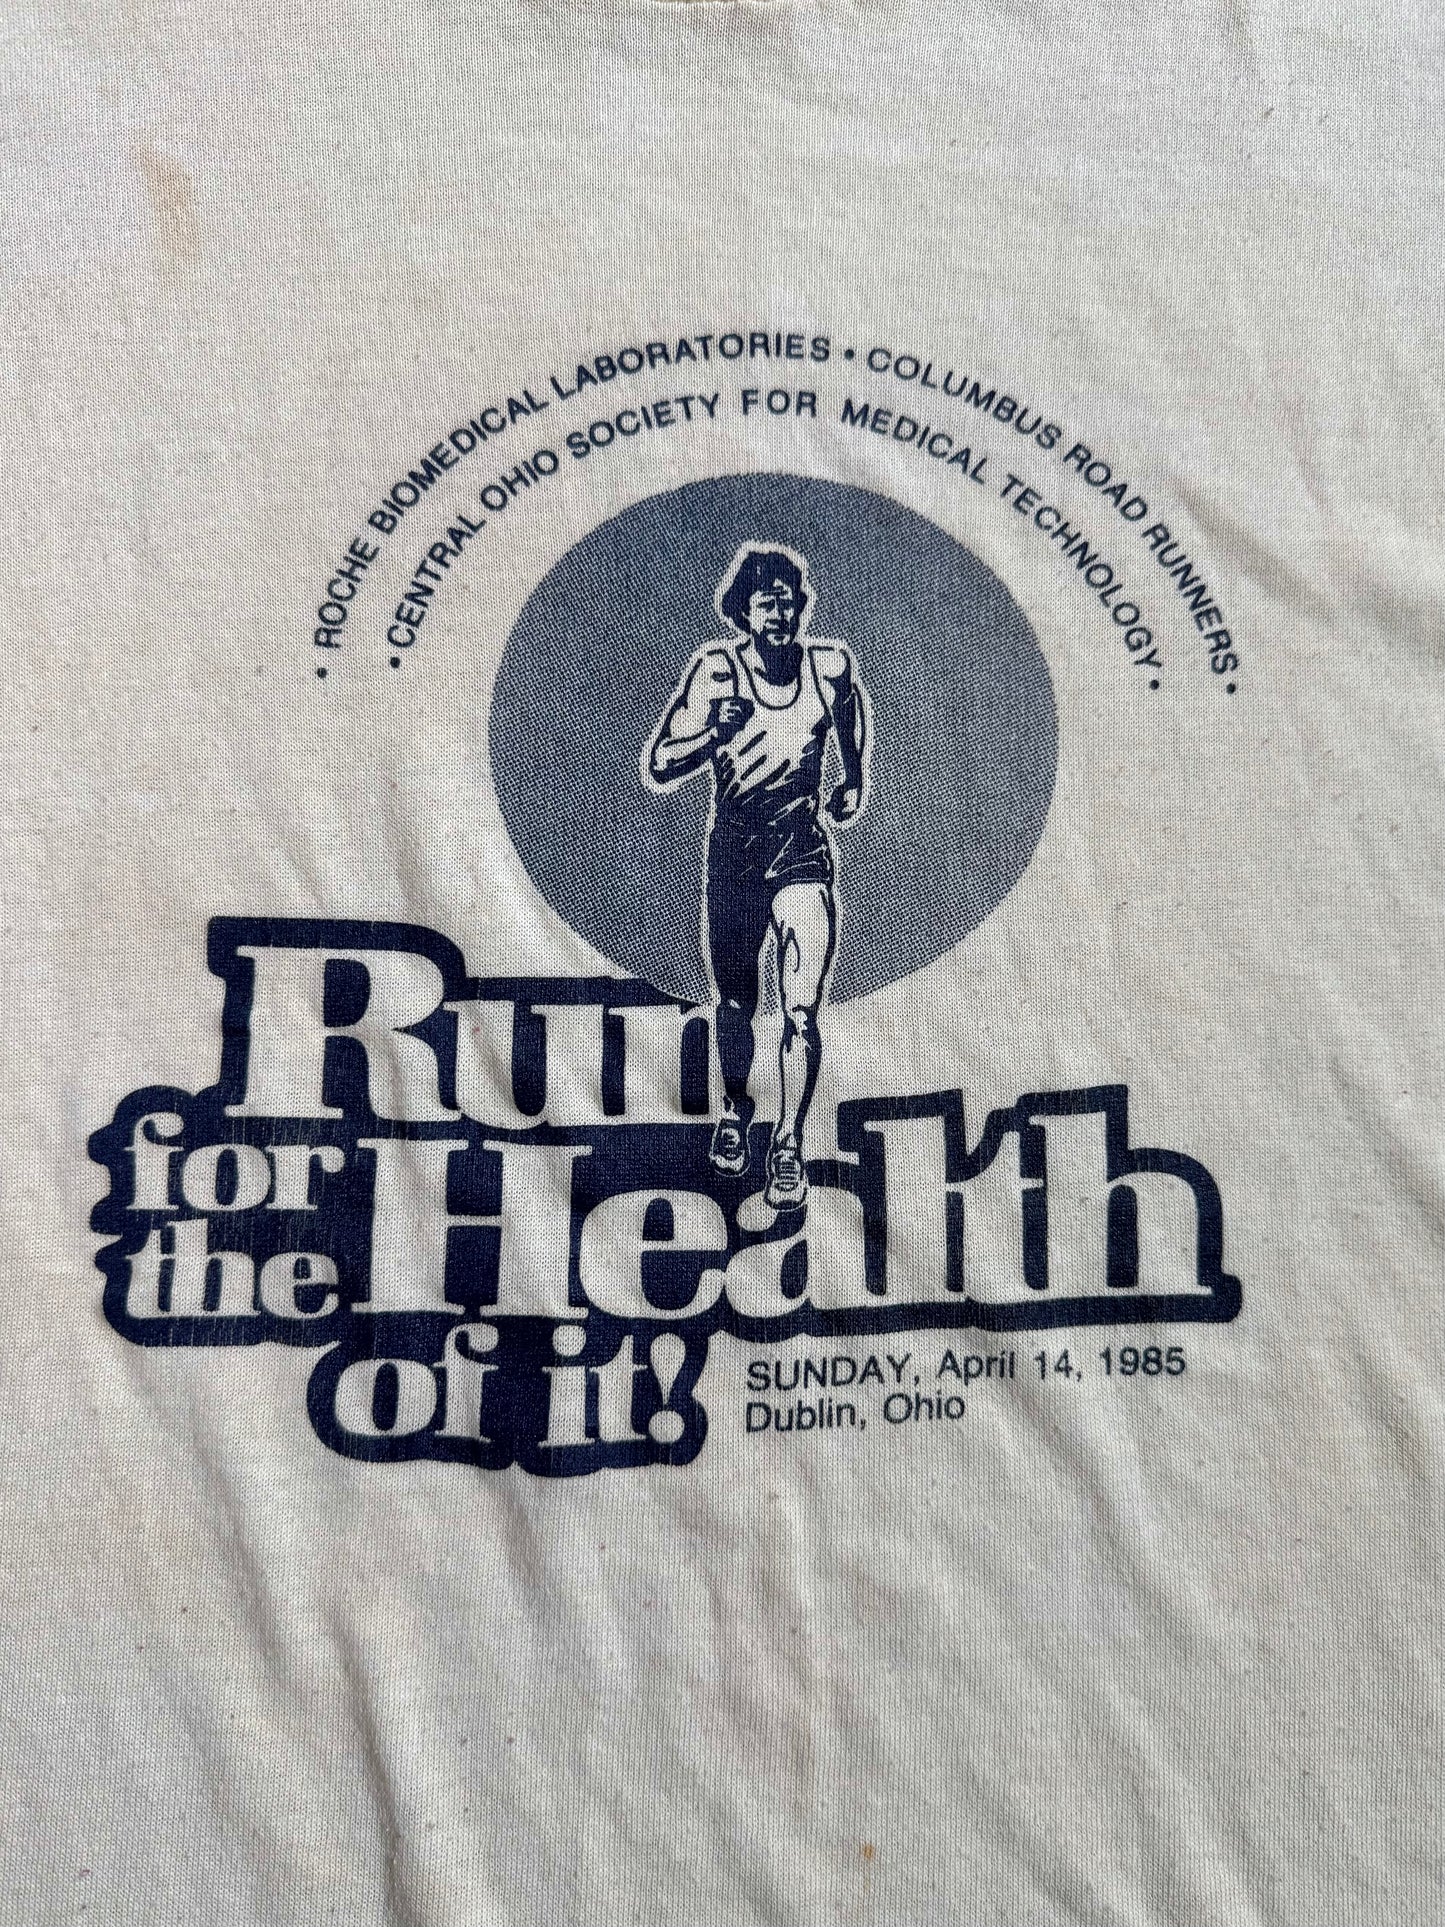 • ROCHE BIOMEDICAL LABORATORIES • COLUMBUS ROAD RUNNERS •
• CENTRAL OHIO SOCIETY FOR MEDICAL TECHNOLOGY •
Run
for the Health
of it!
SUNDAY, April 14, 1985
Dublin, Ohio